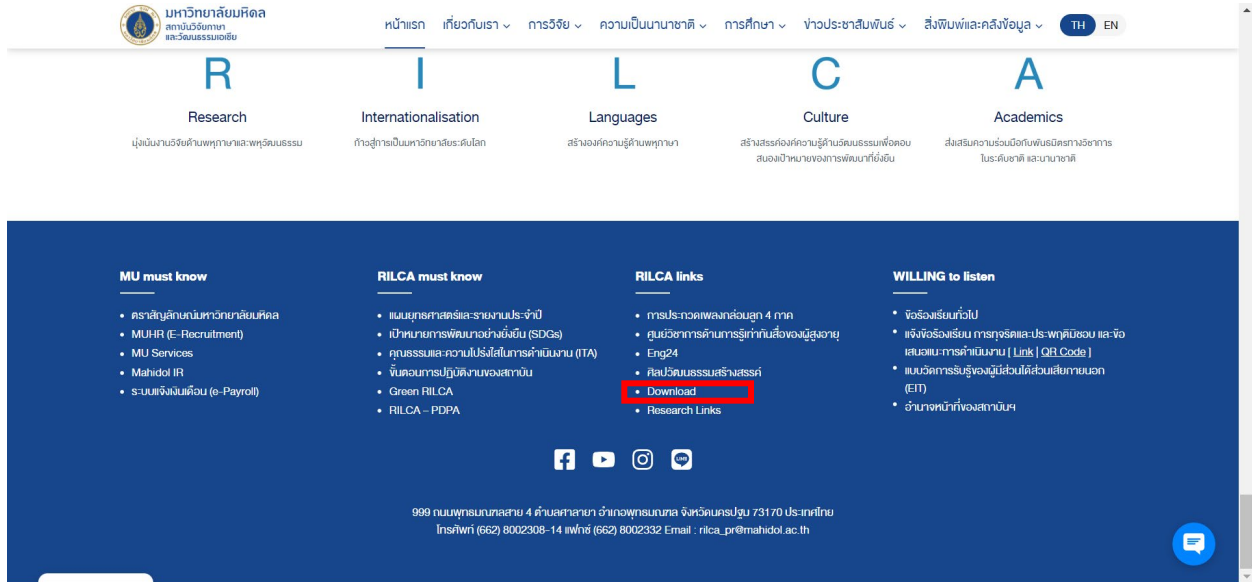 มหาวิทยาลัยมหิดล
สถาบันวิจัยภาษา
และวัฒนธรรมเอเชีย
หน้าแรก เกี่ยวกับเรา การวิจัย ความเป็นนานาชาติ การศึกษา ข่าวประชาสัมพันธ์ สิ่งพิมพ์และคลังข้อมูล TH EN
R I L C A
Research Internationalisation Languages Culture Academics
มุ่งเน้นงานวิจัยด้านพหุภาษาและพหุวัฒนธรรม ก้าวสู่การเป็นมหาวิทยาลัยระดับโลก สร้างองค์ความรู้ด้านพหุภาษา สร้างสรรค์องค์ความรู้ด้านวัฒนธรรมเพื่อตอบ ส่งเสริมความร่วมมือกับพันธมิตรทางวิชาการ
สนองเป้าหมายของการพัฒนาที่ยั่งยืน ในระดับชาติ และนานาชาติ
MU must know
• ตราสัญลักษณ์มหาวิทยาลัยมหิดล
• MUHR (E-Recruitment)
• MU Services
• Mahidol IR
• ระบบแจ้งเงินเดือน (e-Payroll)
RILCA must know
• แผนยุทธศาสตร์และรายงานประจำปี
• เป้าหมายการพัฒนาอย่างยั่งยืน (SDGs)
• คุณธรรมและความโปร่งใสในการดำเนินงาน (ITA)
• ขั้นตอนการปฏิบัติงานของสถาบัน
• Green RILCA
• RILCA – PDPA
RILCA links
• การประกวดเพลงกล่อมลูก 4 ภาค
• ศูนย์วิชาการด้านการรู้เท่าทันสื่อของผู้สูงอายุ
• Eng24
• ศิลปวัฒนธรรมสร้างสรรค์
• Download
• Research Links
WILLING to listen
• ข้อร้องเรียนทั่วไป
• แจ้งข้อร้องเรียน การทุจริตและประพฤติมิชอบ และข้อ
เสนอแนะการดำเนินงาน [ Link | QR Code ]
• แบบวัดการรับรู้ของผู้มีส่วนได้ส่วนเสียภายนอก
(EIT)
• อำนาจหน้าที่ของสถาบันฯ
LINE
999 ถนนพุทธมณฑลสาย 4 ตำบลศาลายา อำเภอพุทธมณฑล จังหวัดนครปฐม 73170 ประเทศไทย
โทรศัพท์ (662) 8002308-14 แฟกซ์ (662) 8002332 Email : rilca_pr@mahidol.ac.th